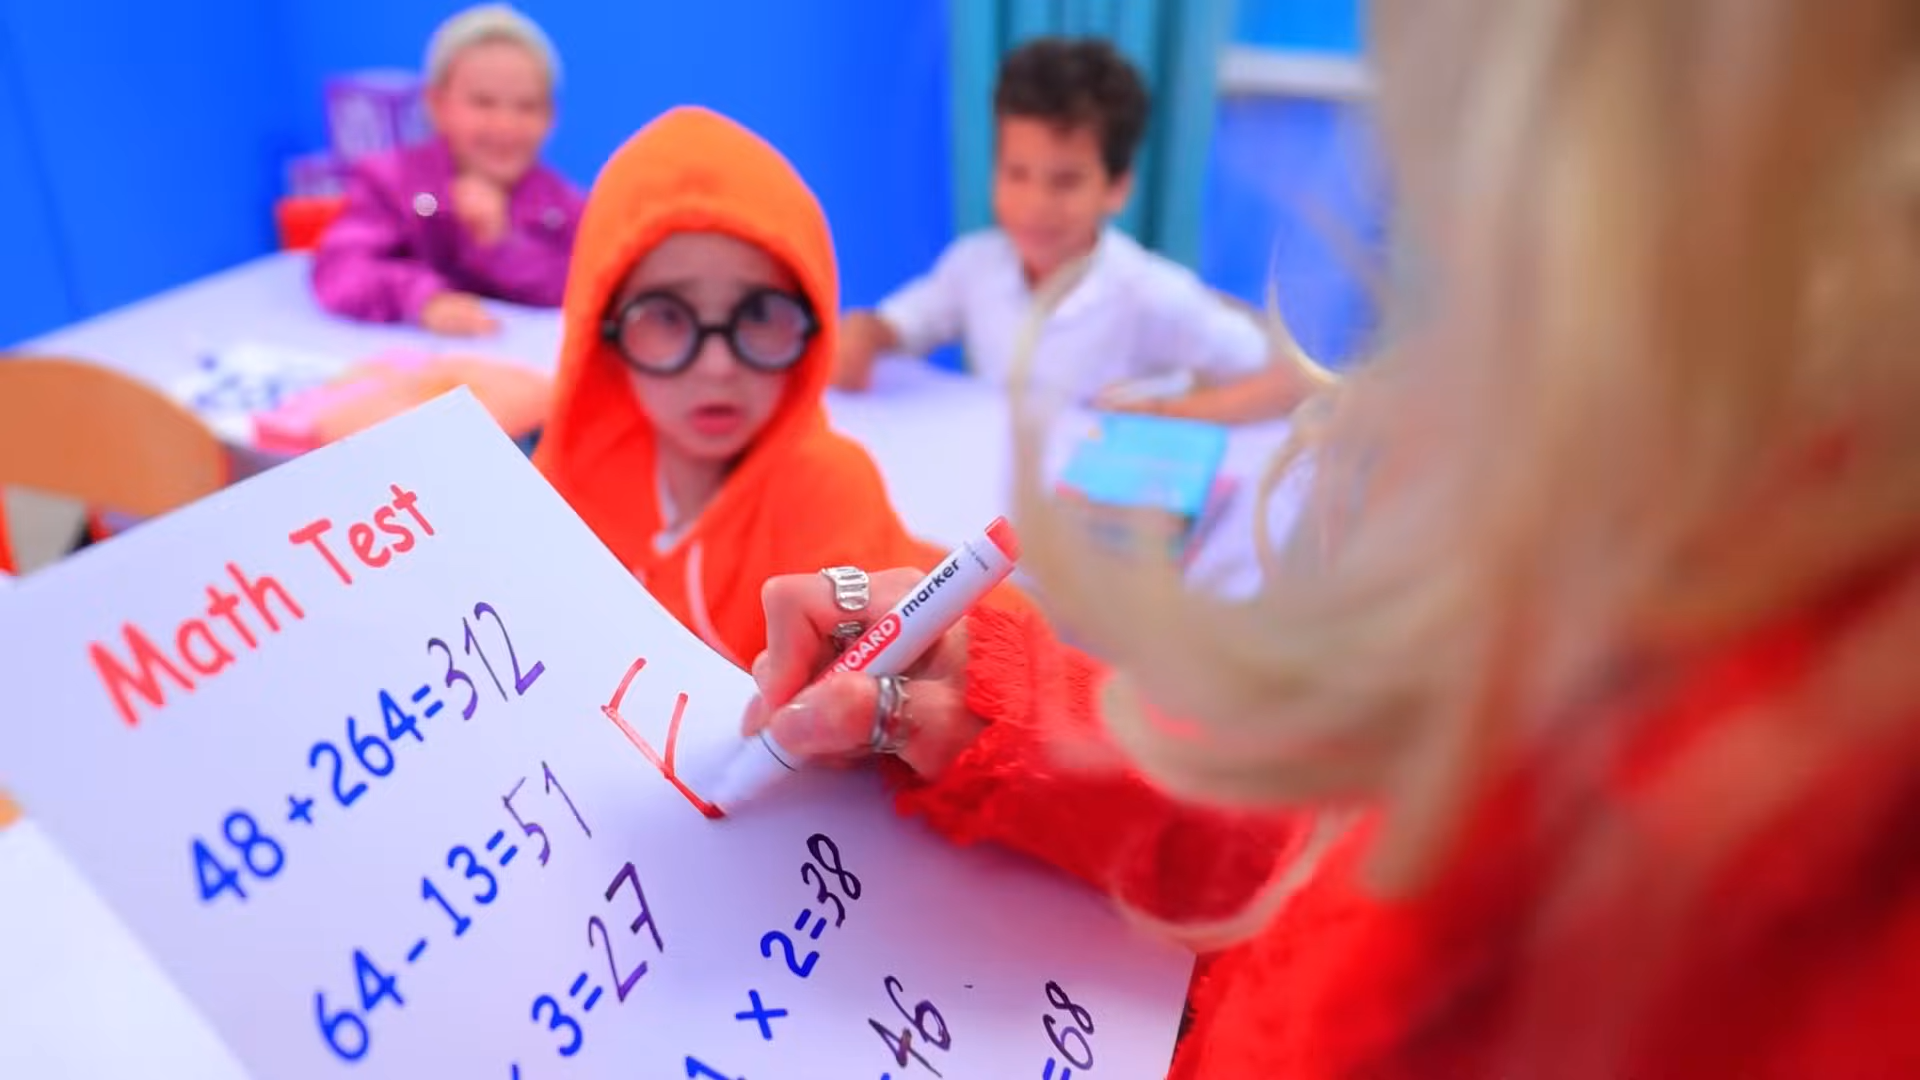 Math Test
48+264=312
64-13=51
3=27
x 2=38
=46
=68
F
BOARD marker